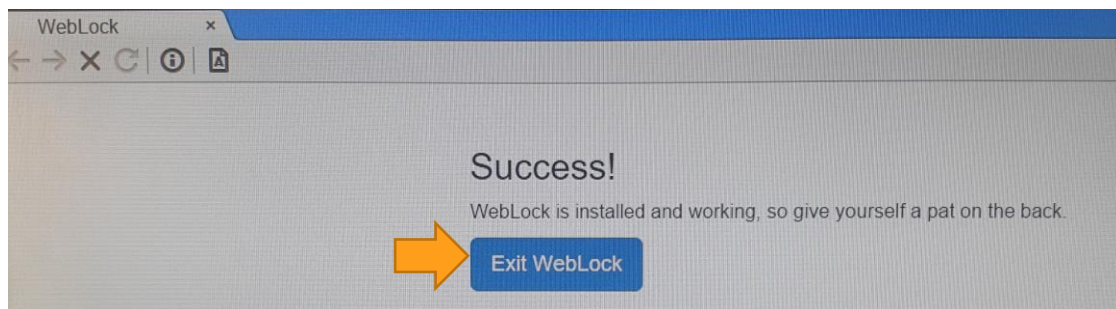 WebLock
Success!
WebLock is installed and working, so give yourself a pat on the back.
Exit WebLock